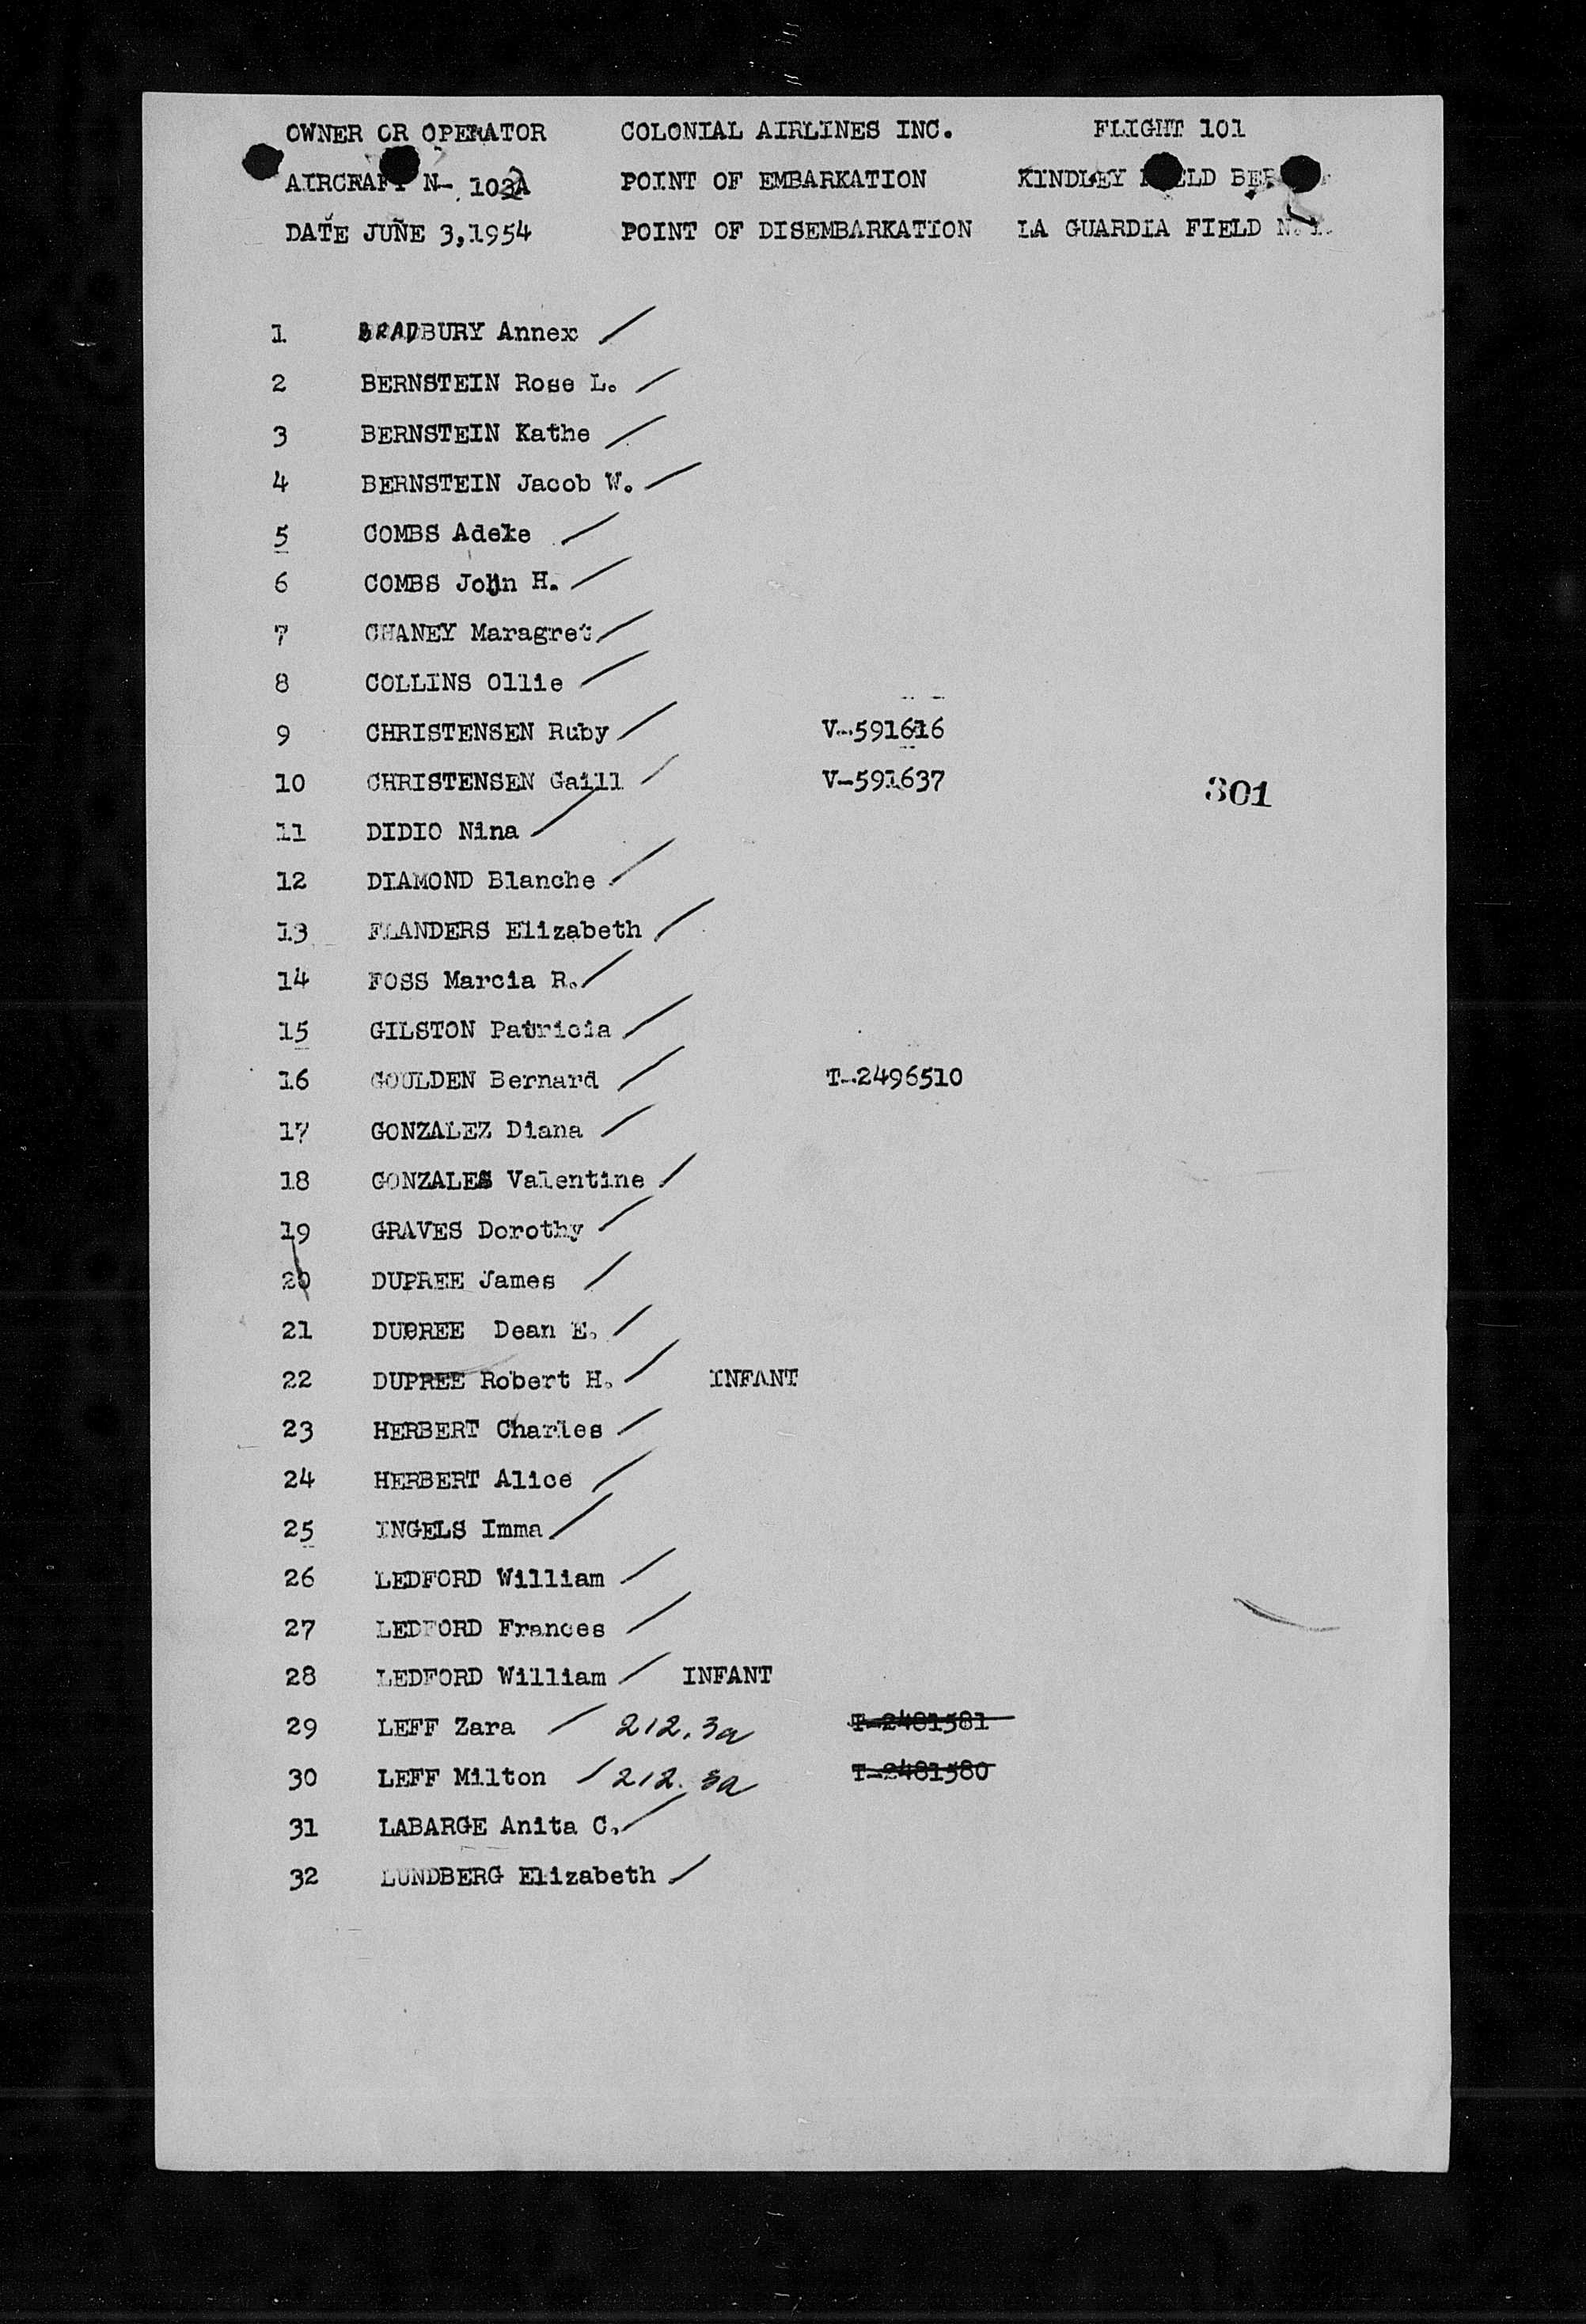 OWNER OR OPERATOR COLONIAL AIRLINES INC. FLIGHT 101
AIRCRAFT N- 103A POINT OF EMBARKATION KINDLEY FIELD
DATE JUNE 3,1954 POINT OF DISEMBARKATION LA GUARDIA FIELD N.Y.
1 BRADBURY Annex
2 BERNSTEIN Rose L.
3 BERNSTEIN Kathe
4 BERNSTEIN Jacob W.
5 COMBS Adele
6 COMBS John H.
7 CHANEY Maragret
8 COLLINS Ollie
9 CHRISTENSEN Ruby V-591616
10 CHRISTENSEN Gaill V-591637
301
11 DIDIO Nina
12 DIAMOND Blanche
13 FLANDERS Elizabeth
14 FOSS Marcia R.
15 GILSTON Patricia
16 GOULDEN Bernard T-2496510
17 GONZALEZ Diana
18 GONZALES Valentine
19 GRAVES Dorothy
20 DUPREE James
21 DUPREE Dean E.
22 DUPREE Robert H. INFANT
23 HERBERT Charles
24 HERBERT Alice
25 INGELS Imma
26 LEDFORD William
27 LEDFORD Frances
28 LEDFORD William INFANT
29 LEFF Zara 212.3a T-2481581
30 LEFF Milton 212.3a T-2481580
31 LABARGE Anita C.
32 LUNDBERG Elizabeth